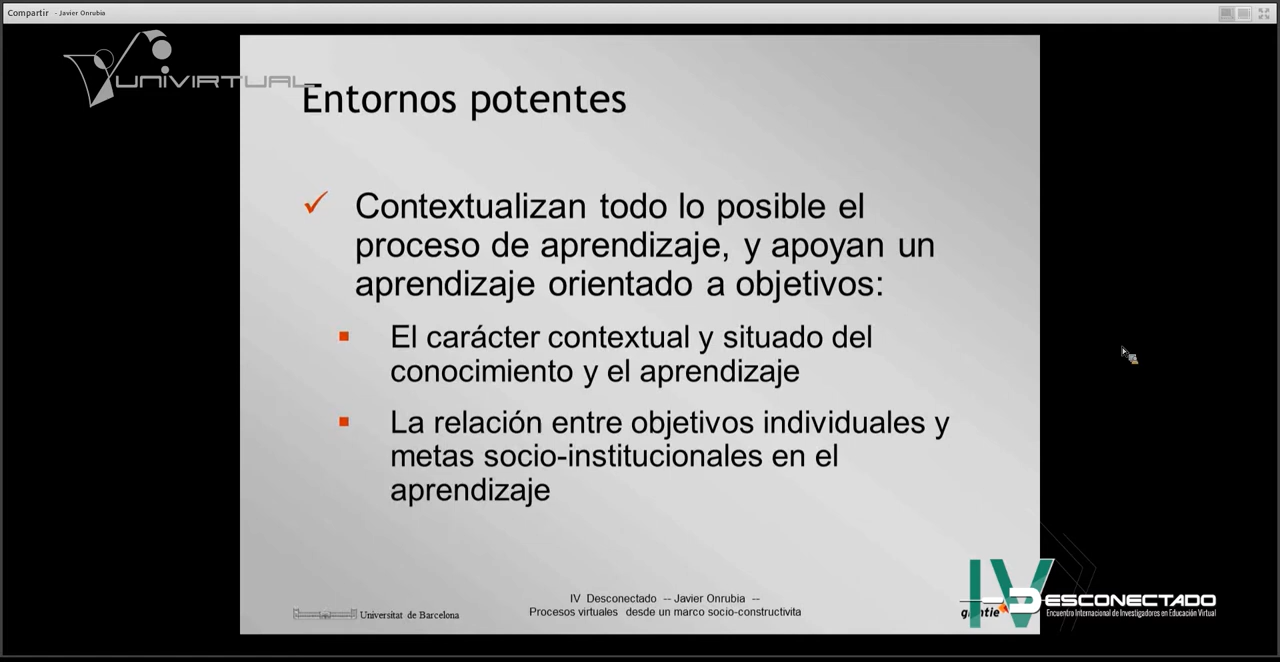 Compartir - Javier Onrubia
UNIVIRTUAL
Entornos potentes
Contextualizan todo lo posible el
proceso de aprendizaje, y apoyan un
aprendizaje orientado a objetivos:
El carácter contextual y situado del
conocimiento y el aprendizaje
La relación entre objetivos individuales y
metas socio-institucionales en el
aprendizaje
Universitat de Barcelona
IV Desconectado -- Javier Onrubia --
Procesos virtuales desde un marco socio-constructivita
IV DESCONECTADO
Encuentro Internacional de Investigadores en Educación Virtual